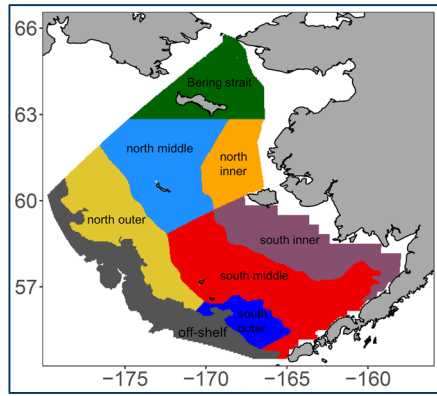 66
63
60
57
Bering strait
north middle
north
inner
north outer
south inner
south middle
south
outer
off-shelf
−175
−170
−165
−160